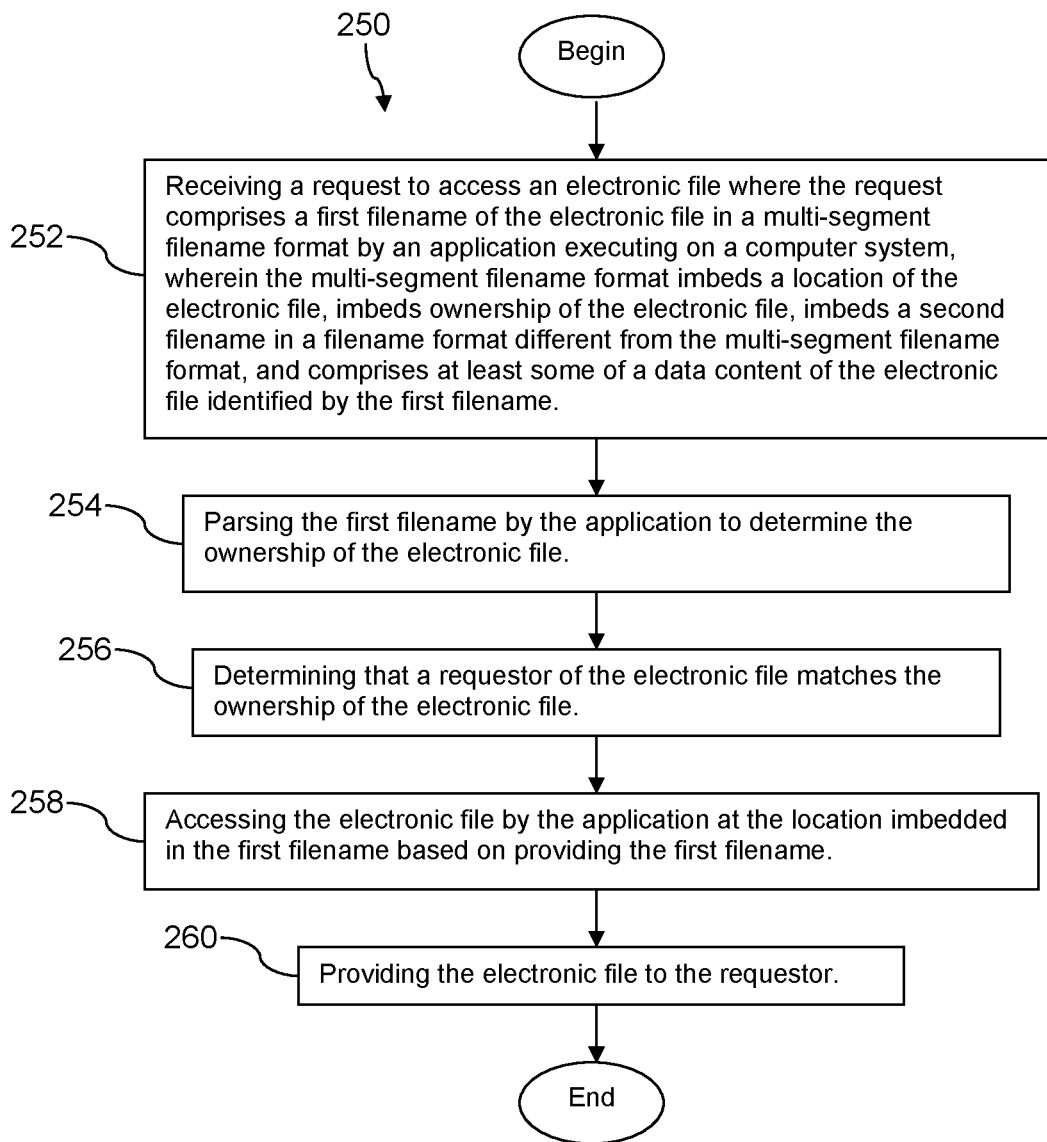 250
Begin
252
Receiving a request to access an electronic file where the request
comprises a first filename of the electronic file in a multi-segment
filename format by an application executing on a computer system,
wherein the multi-segment filename format imbeds a location of the
electronic file, imbeds ownership of the electronic file, imbeds a second
filename in a filename format different from the multi-segment filename
format, and comprises at least some of a data content of the electronic
file identified by the first filename.
254
Parsing the first filename by the application to determine the
ownership of the electronic file.
256
Determining that a requestor of the electronic file matches the
ownership of the electronic file.
258
Accessing the electronic file by the application at the location imbedded
in the first filename based on providing the first filename.
260
Providing the electronic file to the requestor.
End